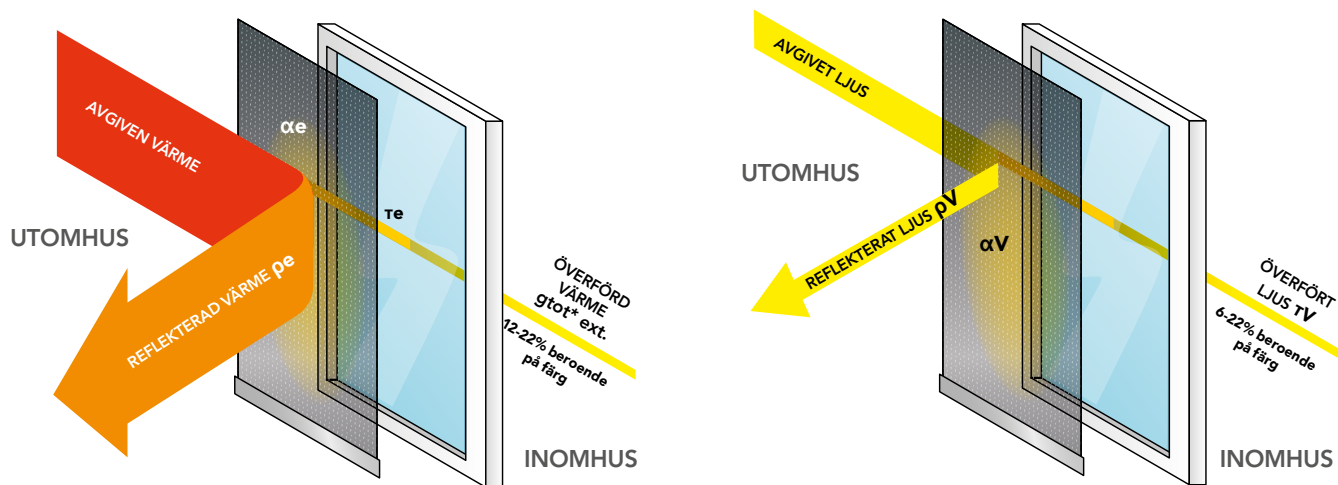 AVGIVEN VÄRME
αe
τe
UTOMHUS
REFLEKTERAD VÄRME ρe
ÖVERFÖRD
VÄRME
gtot* ext.
12-22% beroende
på färg
INOMHUS
AVGIVET LJUS
UTOMHUS
REFLEKTERAT LJUS ρV
αV
ÖVERFÖRT
LJUS τV
6-22% beroende
på färg
INOMHUS